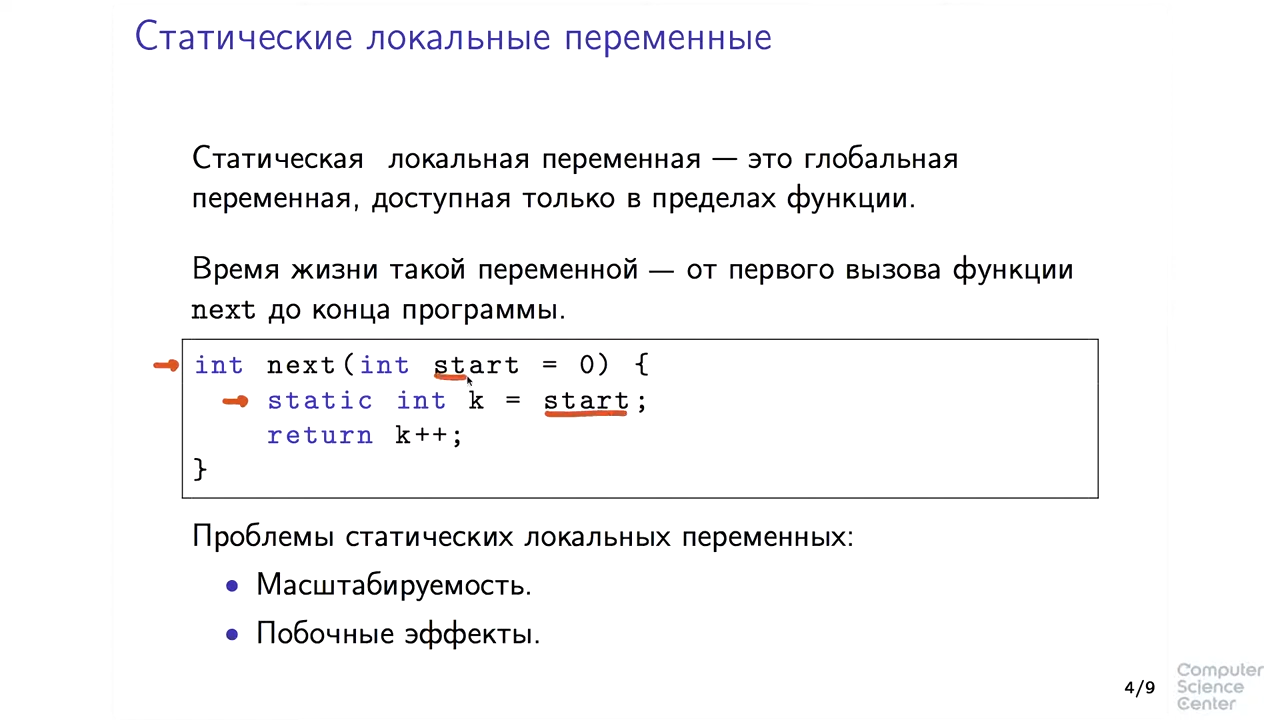 Статические локальные переменные
Статическая локальная переменная — это глобальная
переменная, доступная только в пределах функции.
Время жизни такой переменной — от первого вызова функции
next до конца программы.
int next(int start = 0) {
static int k = start;
return k++;
}
Проблемы статических локальных переменных:
• Масштабируемость.
• Побочные эффекты.
4/9
Computer
Science
Center